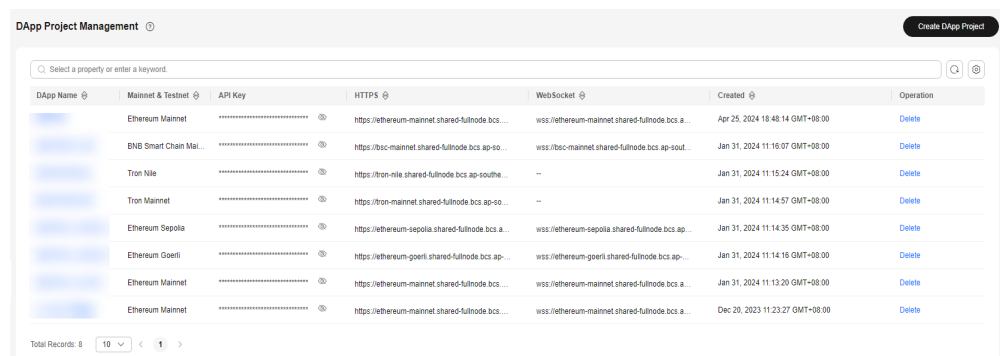 DApp Project Management
Create DApp Project
Select a property or enter a keyword.
DApp Name Mainnet & Testnet API Key HTTPS WebSocket Created Operation
Ethereum Mainnet ****************************** https://ethereum-mainnet.shared-fullnode.bcs.... wss://ethereum-mainnet.shared-fullnode.bcs.a... Apr 25, 2024 18:48:14 GMT+08:00 Delete
BNB Smart Chain Mai... ****************************** https://bsc-mainnet.shared-fullnode.bcs.ap-so... wss://bsc-mainnet.shared-fullnode.bcs.ap-sout... Jan 31, 2024 11:16:07 GMT+08:00 Delete
Tron Nile ****************************** https://tron-nile.shared-fullnode.bcs.ap-southe... -- Jan 31, 2024 11:15:24 GMT+08:00 Delete
Tron Mainnet ****************************** https://tron-mainnet.shared-fullnode.bcs.ap-so... -- Jan 31, 2024 11:14:57 GMT+08:00 Delete
Ethereum Sepolia ****************************** https://ethereum-sepolia.shared-fullnode.bcs.a... wss://ethereum-sepolia.shared-fullnode.bcs.ap... Jan 31, 2024 11:14:35 GMT+08:00 Delete
Ethereum Goerli ****************************** https://ethereum-goerli.shared-fullnode.bcs.ap-... wss://ethereum-goerli.shared-fullnode.bcs.ap-... Jan 31, 2024 11:14:16 GMT+08:00 Delete
Ethereum Mainnet ****************************** https://ethereum-mainnet.shared-fullnode.bcs.... wss://ethereum-mainnet.shared-fullnode.bcs.a... Jan 31, 2024 11:13:20 GMT+08:00 Delete
Ethereum Mainnet ****************************** https://ethereum-mainnet.shared-fullnode.bcs.... wss://ethereum-mainnet.shared-fullnode.bcs.a... Dec 20, 2023 11:23:27 GMT+08:00 Delete
Total Records: 8 10 < 1 >